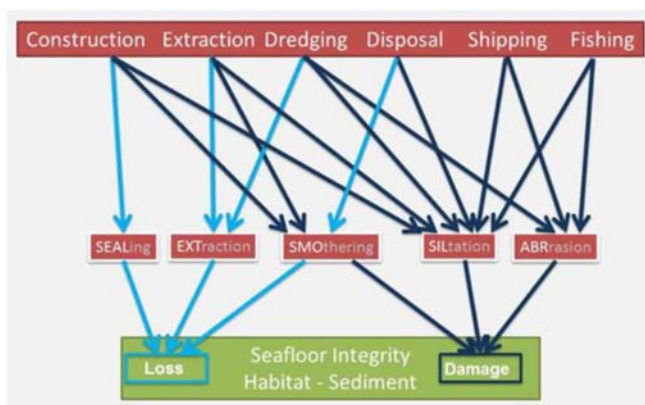 Construction Extraction Dredging Disposal Shipping Fishing
SEALing EXTraction SMOthering SILtation ABRrasion
Seafloor Integrity
Loss Habitat - Sediment Damage